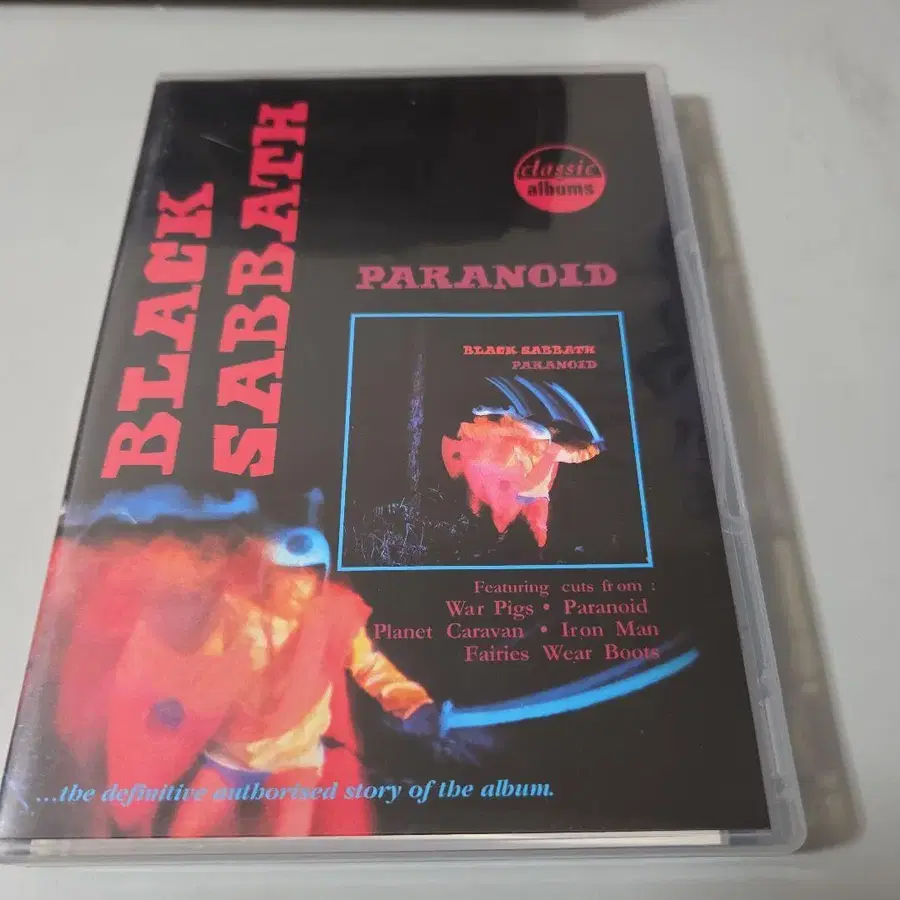 BLACK
SABBATH
classic
albums
PARANOID
BLACK SABBATH
PARANOID
Featuring cuts from :
War Pigs • Paranoid
Planet Caravan • Iron Man
Fairies Wear Boots
...the definitive authorised story of the album.